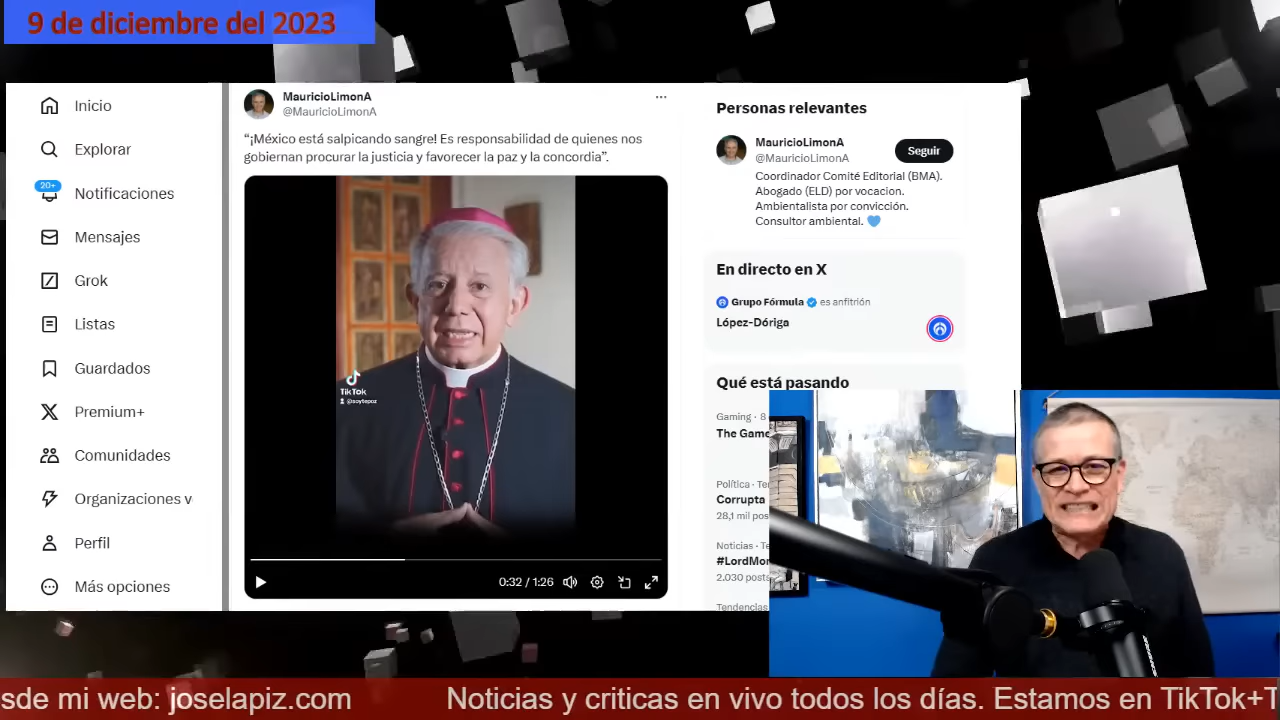 9 de diciembre del 2023
Inicio
Explorar
20+
Notificaciones
Mensajes
Grok
Listas
Guardados
Premium+
Comunidades
Organizaciones v
Perfil
Más opciones
MauricioLimonA
@MauricioLimonA
“¡México está salpicando sangre! Es responsabilidad de quienes nos
gobiernan procurar la justicia y favorecer la paz y la concordia”.
TikTok
@soytepoz
0:32 / 1:26
Personas relevantes
MauricioLimonA
@MauricioLimonA
Seguir
Coordinador Comité Editorial (BMA).
Abogado (ELD) por vocacion.
Ambientalista por convicción.
Consultor ambiental.
En directo en X
Grupo Fórmula es anfitrión
López-Dóriga
Qué está pasando
Gaming · 8
The Game
Política · Ten
Corrupta
28,1 mil pos
Noticias · Te
#LordMon
2.030 posts
Tendencias
sde mi web: joselapiz.com Noticias y criticas en vivo todos los días. Estamos en TikTok+T